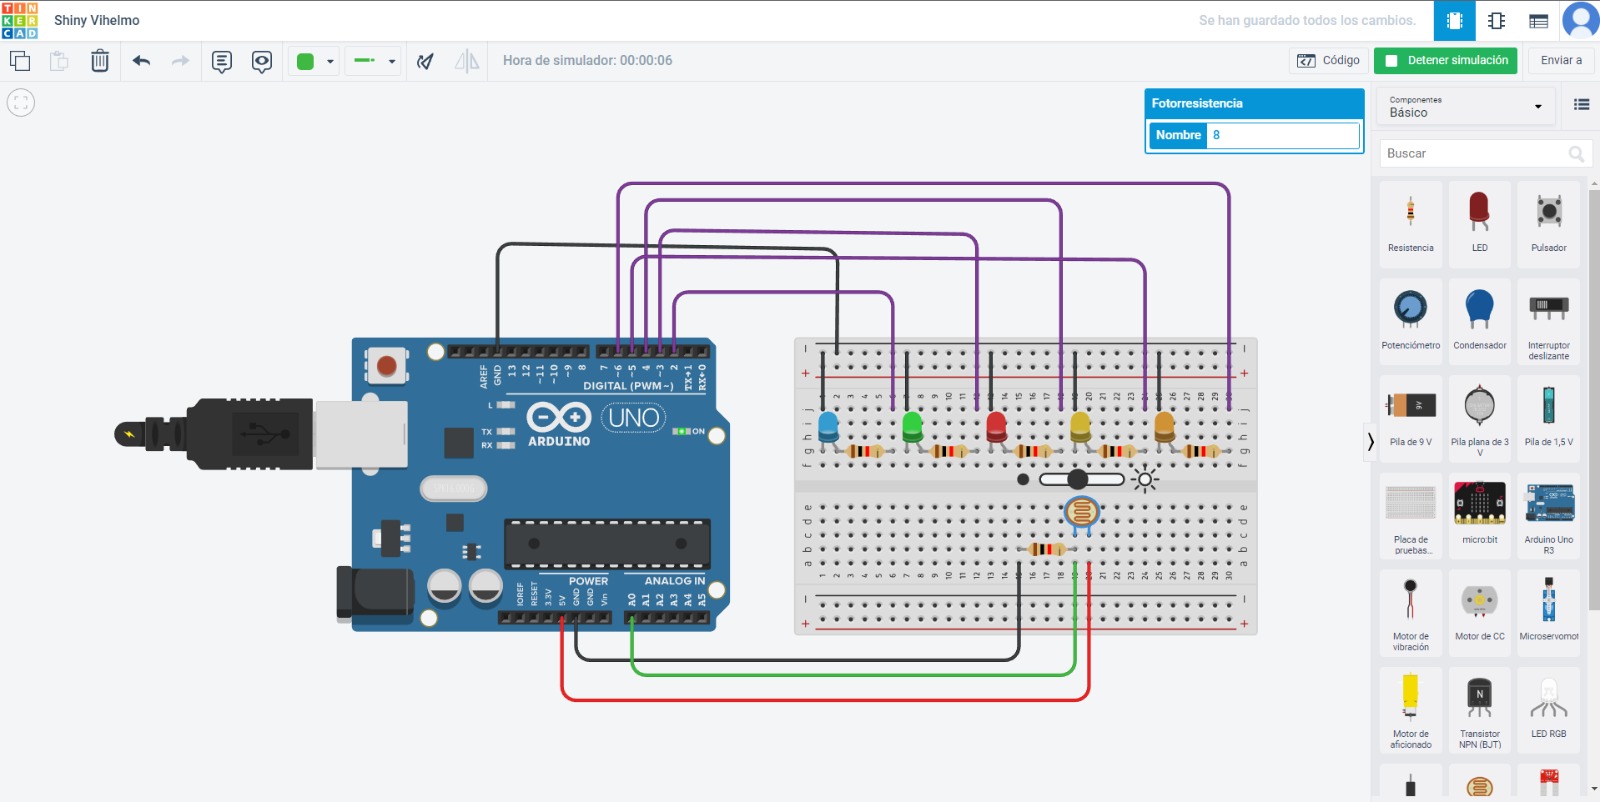 TINKERCAD
Shiny Vihelmo
Se han guardado todos los cambios.
Hora de simulador: 00:00:06
Código
Detener simulación
Enviar a
Fotorresistencia
Nombre 8
Componentes
Básico
Buscar
Resistencia
LED
Pulsador
Potenciómetro
Condensador
Interruptor deslizante
Pila de 9 V
Pila plana de 3 V
Pila de 1,5 V
Placa de pruebas...
micro:bit
Arduino Uno R3
Motor de vibración
Motor de CC
Microservomot
Motor de aficionado
Transistor NPN (BJT)
LED RGB
AREF
GND
13
12
~11
~10
~9
8
7
~6
~5
4
~3
2
TX→1
RX←0
DIGITAL (PWM~)
L
TX
RX
UNO
ON
ARDUINO
POWER
ANALOG IN
IOREF
RESET
3.3V
5V
GND
GND
Vin
A0
A1
A2
A3
A4
A5
1 2 3 4 5 6 7 8 9 10 11 12 13 14 15 16 17 18 19 20 21 22 23 24 25 26 27 28 29 30
j
i
h
g
f
e
d
c
b
a